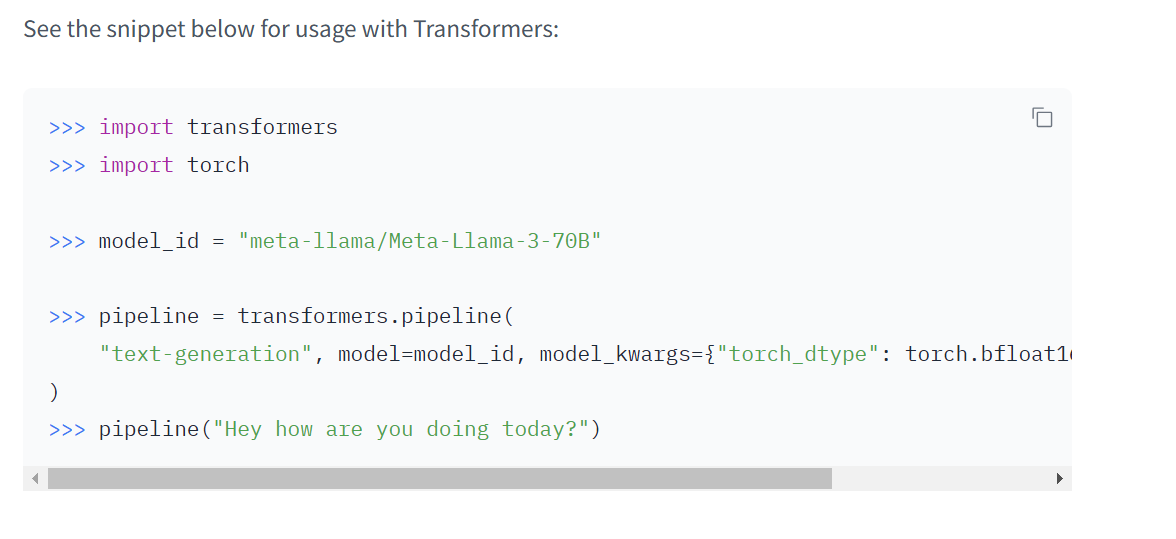 See the snippet below for usage with Transformers:
>>> import transformers
>>> import torch
>>> model_id = "meta-llama/Meta-Llama-3-70B"
>>> pipeline = transformers.pipeline(
"text-generation", model=model_id, model_kwargs={"torch_dtype": torch.bfloat1
)
>>> pipeline("Hey how are you doing today?")